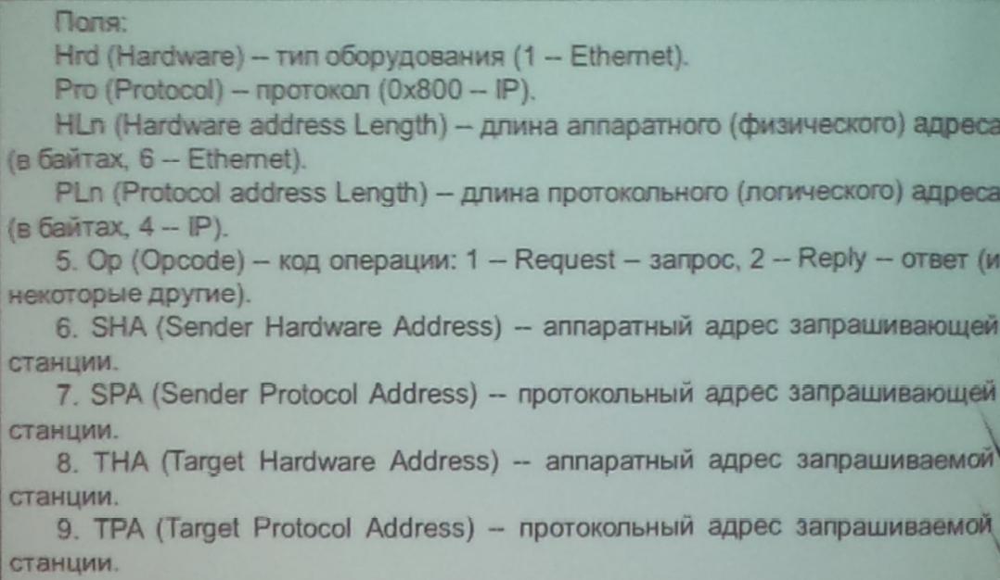 Поля:
Hrd (Hardware) – тип оборудования (1 -- Ethernet).
Pro (Protocol) – протокол (0x800 – IP).
HLn (Hardware address Length) – длина аппаратного (физического) адреса
(в байтах, 6 -- Ethernet).
PLn (Protocol address Length) – длина протокольного (логического) адреса
(в байтах, 4 -- IP).
5. Op (Opcode) – код операции: 1 – Request – запрос, 2 -- Reply – ответ (и
некоторые другие).
6. SHA (Sender Hardware Address) -- аппаратный адрес запрашивающей
станции.
7. SPA (Sender Protocol Address) -- протокольный адрес запрашивающей
станции.
8. THA (Target Hardware Address) -- аппаратный адрес запрашиваемой
станции.
9. TPA (Target Protocol Address) -- протокольный адрес запрашиваемой
станции.